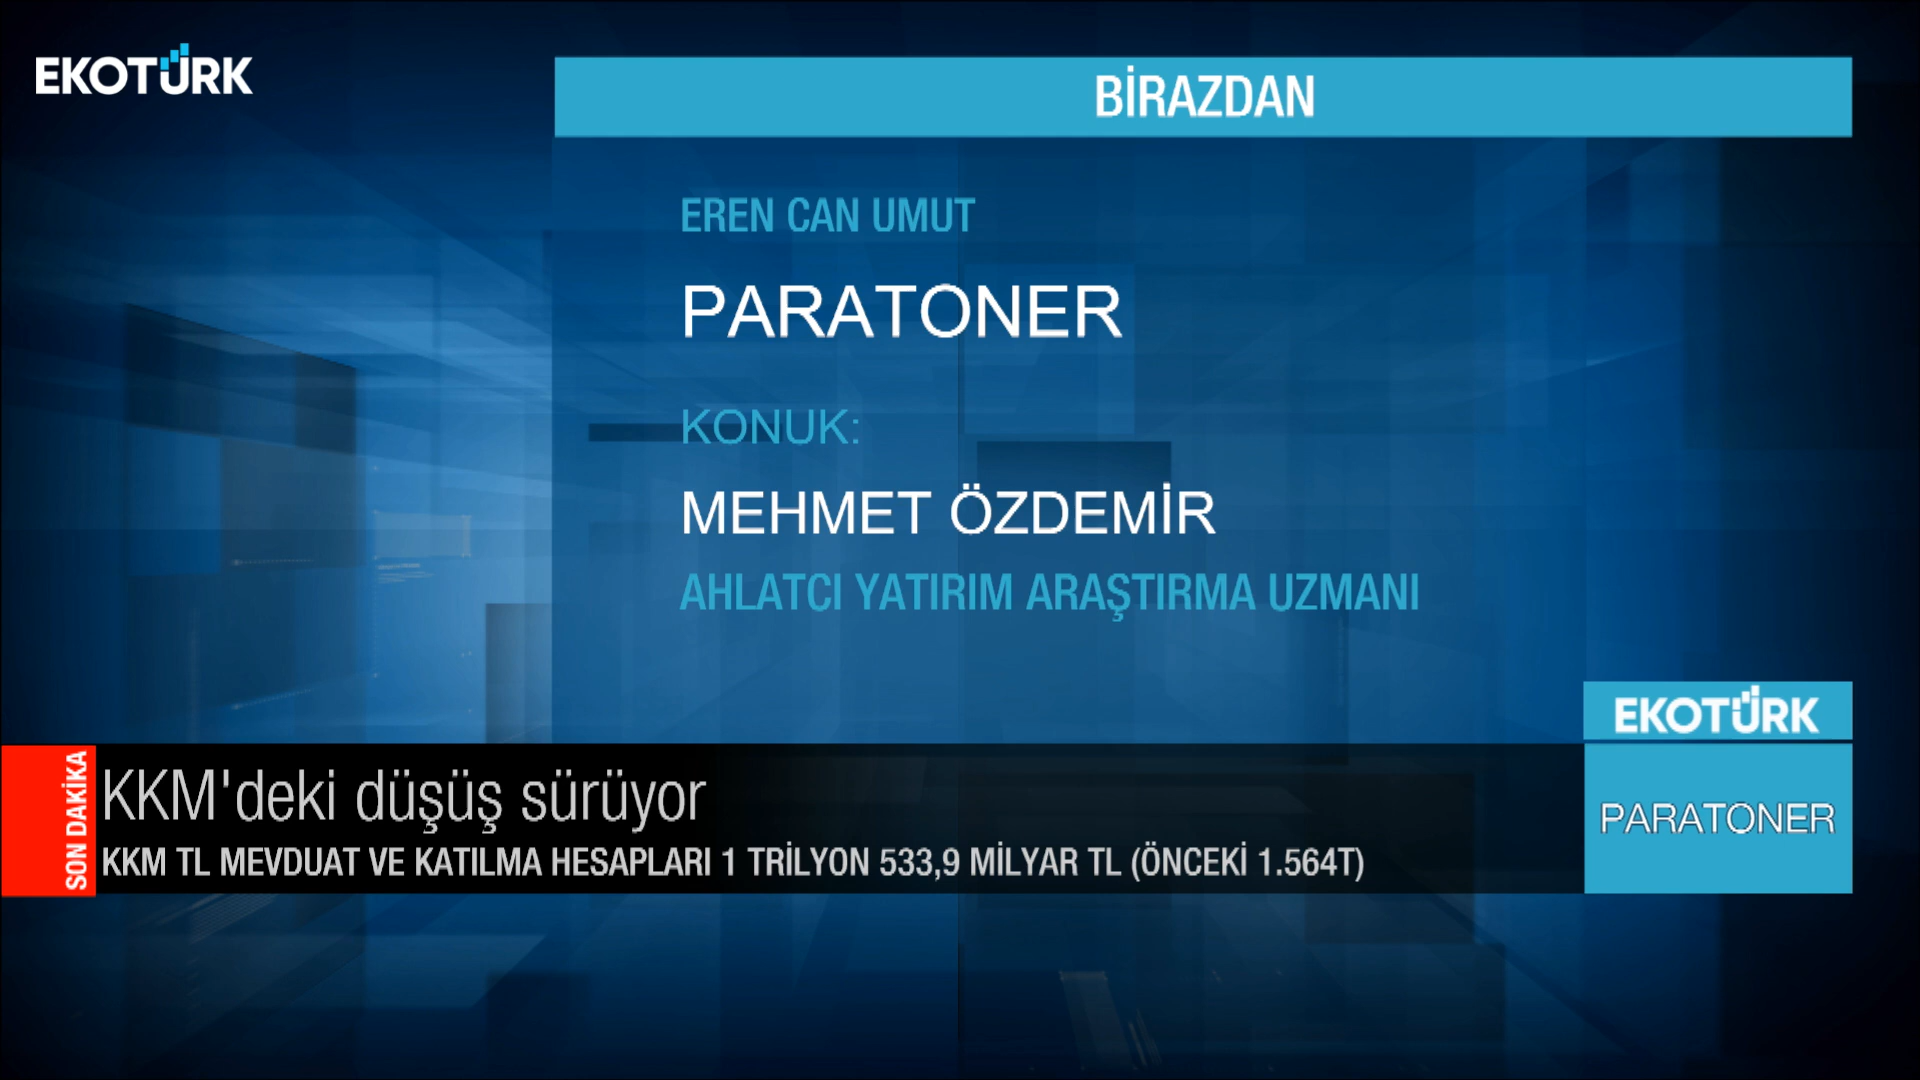 EKOTÜRK
BİRAZDAN
EREN CAN UMUT
PARATONER
KONUK:
MEHMET ÖZDEMİR
AHLATCI YATIRIM ARAŞTIRMA UZMANI
EKOTÜRK
PARATONER
SON DAKİKA
KKM'deki düşüş sürüyor
KKM TL MEVDUAT VE KATILMA HESAPLARI 1 TRİLYON 533,9 MİLYAR TL (ÖNCEKİ 1.564T)